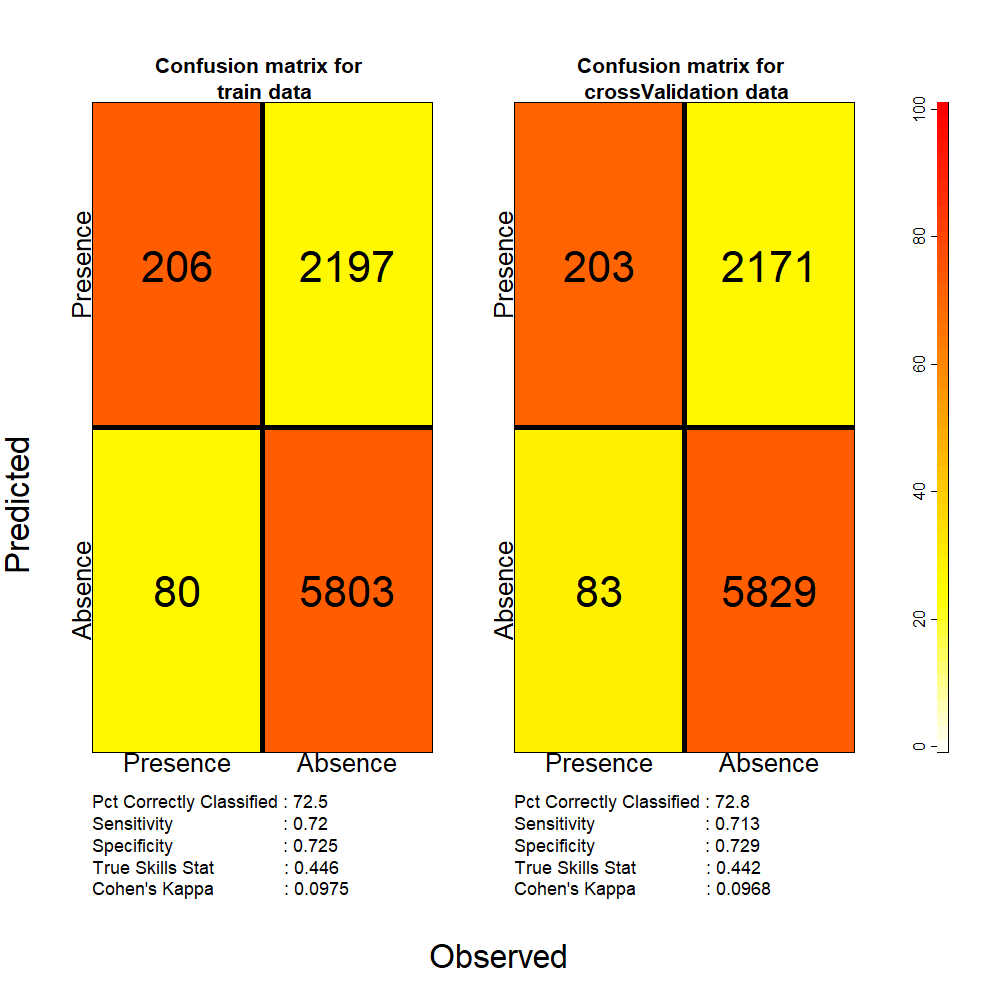 Confusion matrix for
train data
Presence
206
2197
Absence
80
5803
Presence Absence
Pct Correctly Classified : 72.5
Sensitivity : 0.72
Specificity : 0.725
True Skills Stat : 0.446
Cohen's Kappa : 0.0975
Confusion matrix for
crossValidation data
Presence
203
2171
Absence
83
5829
Presence Absence
Pct Correctly Classified : 72.8
Sensitivity : 0.713
Specificity : 0.729
True Skills Stat : 0.442
Cohen's Kappa : 0.0968
100
80
60
40
20
0
Predicted
Observed